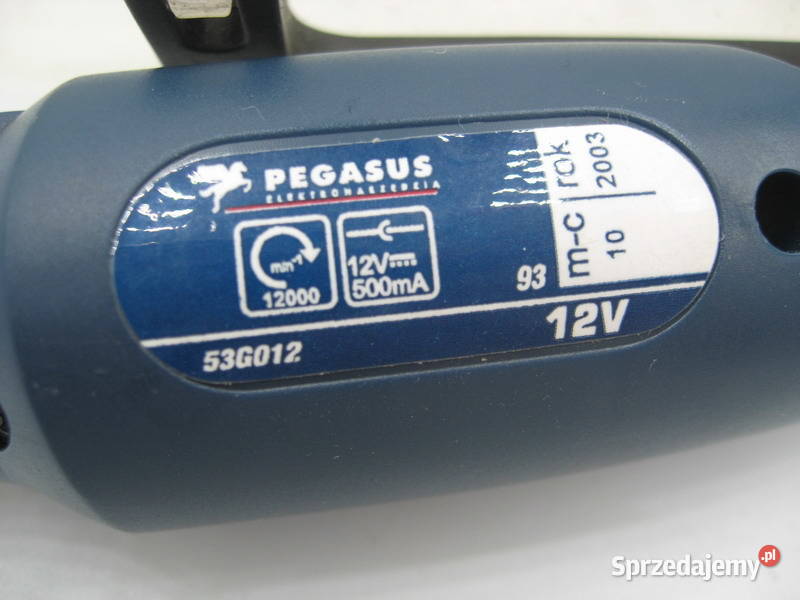 PEGASUS
ELEKTRONARZĘDZIA
min⁻¹
12000
12V
500mA
93
m-c rok
10 2003
53G012
12V
Sprzedajemy.pl